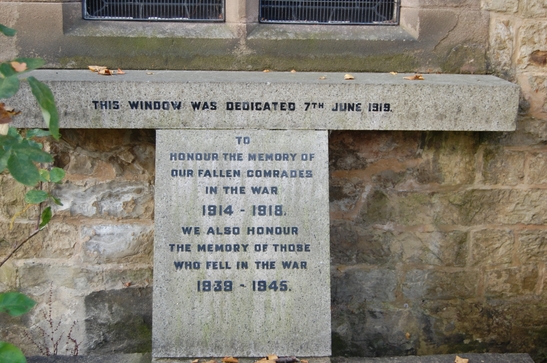 THIS WINDOW WAS DEDICATED 7TH JUNE 1919.
TO
HONOUR THE MEMORY OF
OUR FALLEN COMRADES
IN THE WAR
1914 - 1918.
WE ALSO HONOUR
THE MEMORY OF THOSE
WHO FELL IN THE WAR
1939 - 1945.